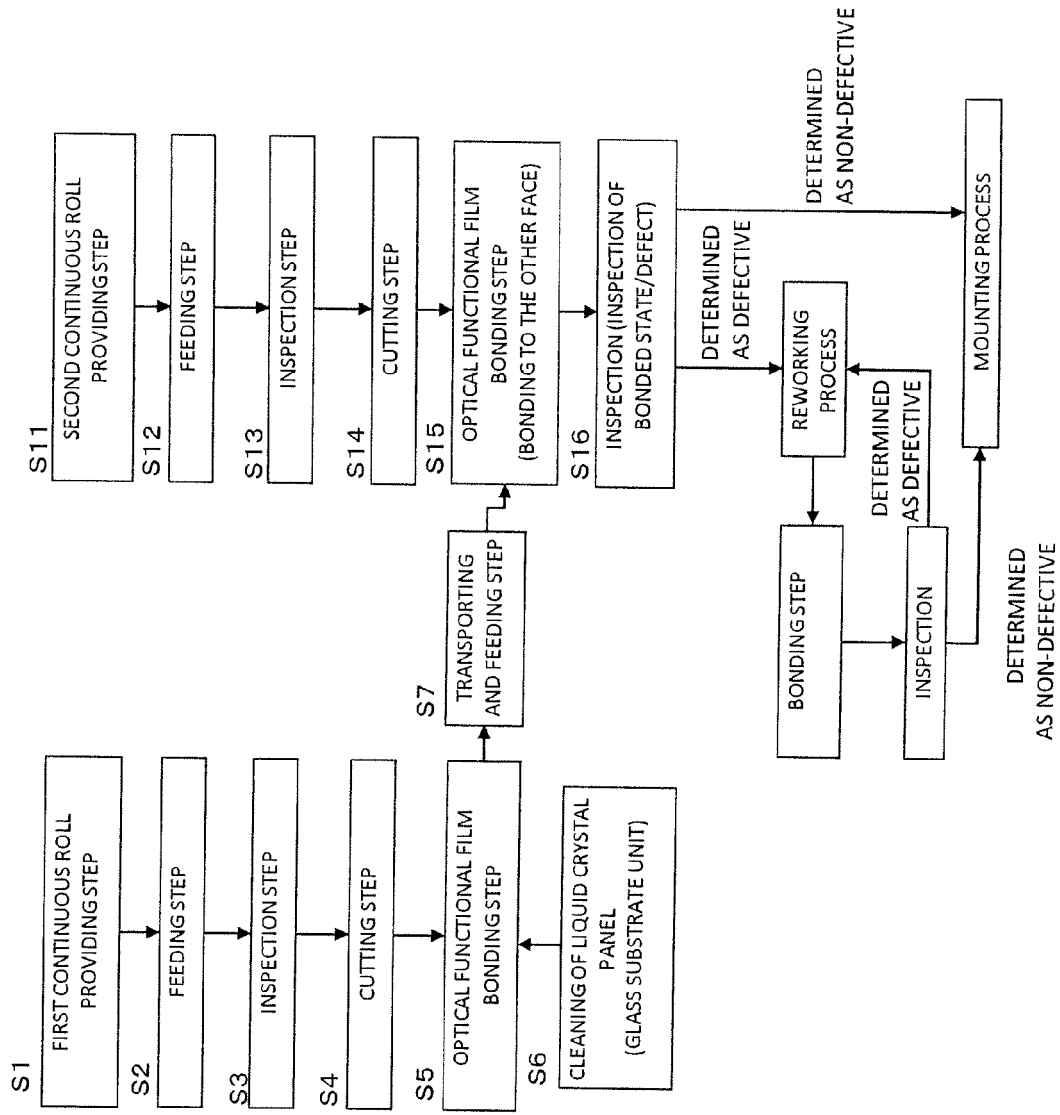 S1
FIRST CONTINUOUS ROLL
PROVIDING STEP
S2
FEEDING STEP
S3
INSPECTION STEP
S4
CUTTING STEP
S5
OPTICAL FUNCTIONAL FILM
BONDING STEP
S6
CLEANING OF LIQUID CRYSTAL
PANEL
(GLASS SUBSTRATE UNIT)
S7
TRANSPORTING
AND FEEDING STEP
S11
SECOND CONTINUOUS ROLL
PROVIDING STEP
S12
FEEDING STEP
S13
INSPECTION STEP
S14
CUTTING STEP
S15
OPTICAL FUNCTIONAL FILM
BONDING STEP
(BONDING TO THE OTHER FACE)
S16
INSPECTION (INSPECTION OF
BONDED STATE/DEFECT)
DETERMINED
AS DEFECTIVE
DETERMINED
AS NON-DEFECTIVE
REWORKING
PROCESS
BONDING STEP
DETERMINED
AS DEFECTIVE
INSPECTION
MOUNTING PROCESS
DETERMINED
AS NON-DEFECTIVE